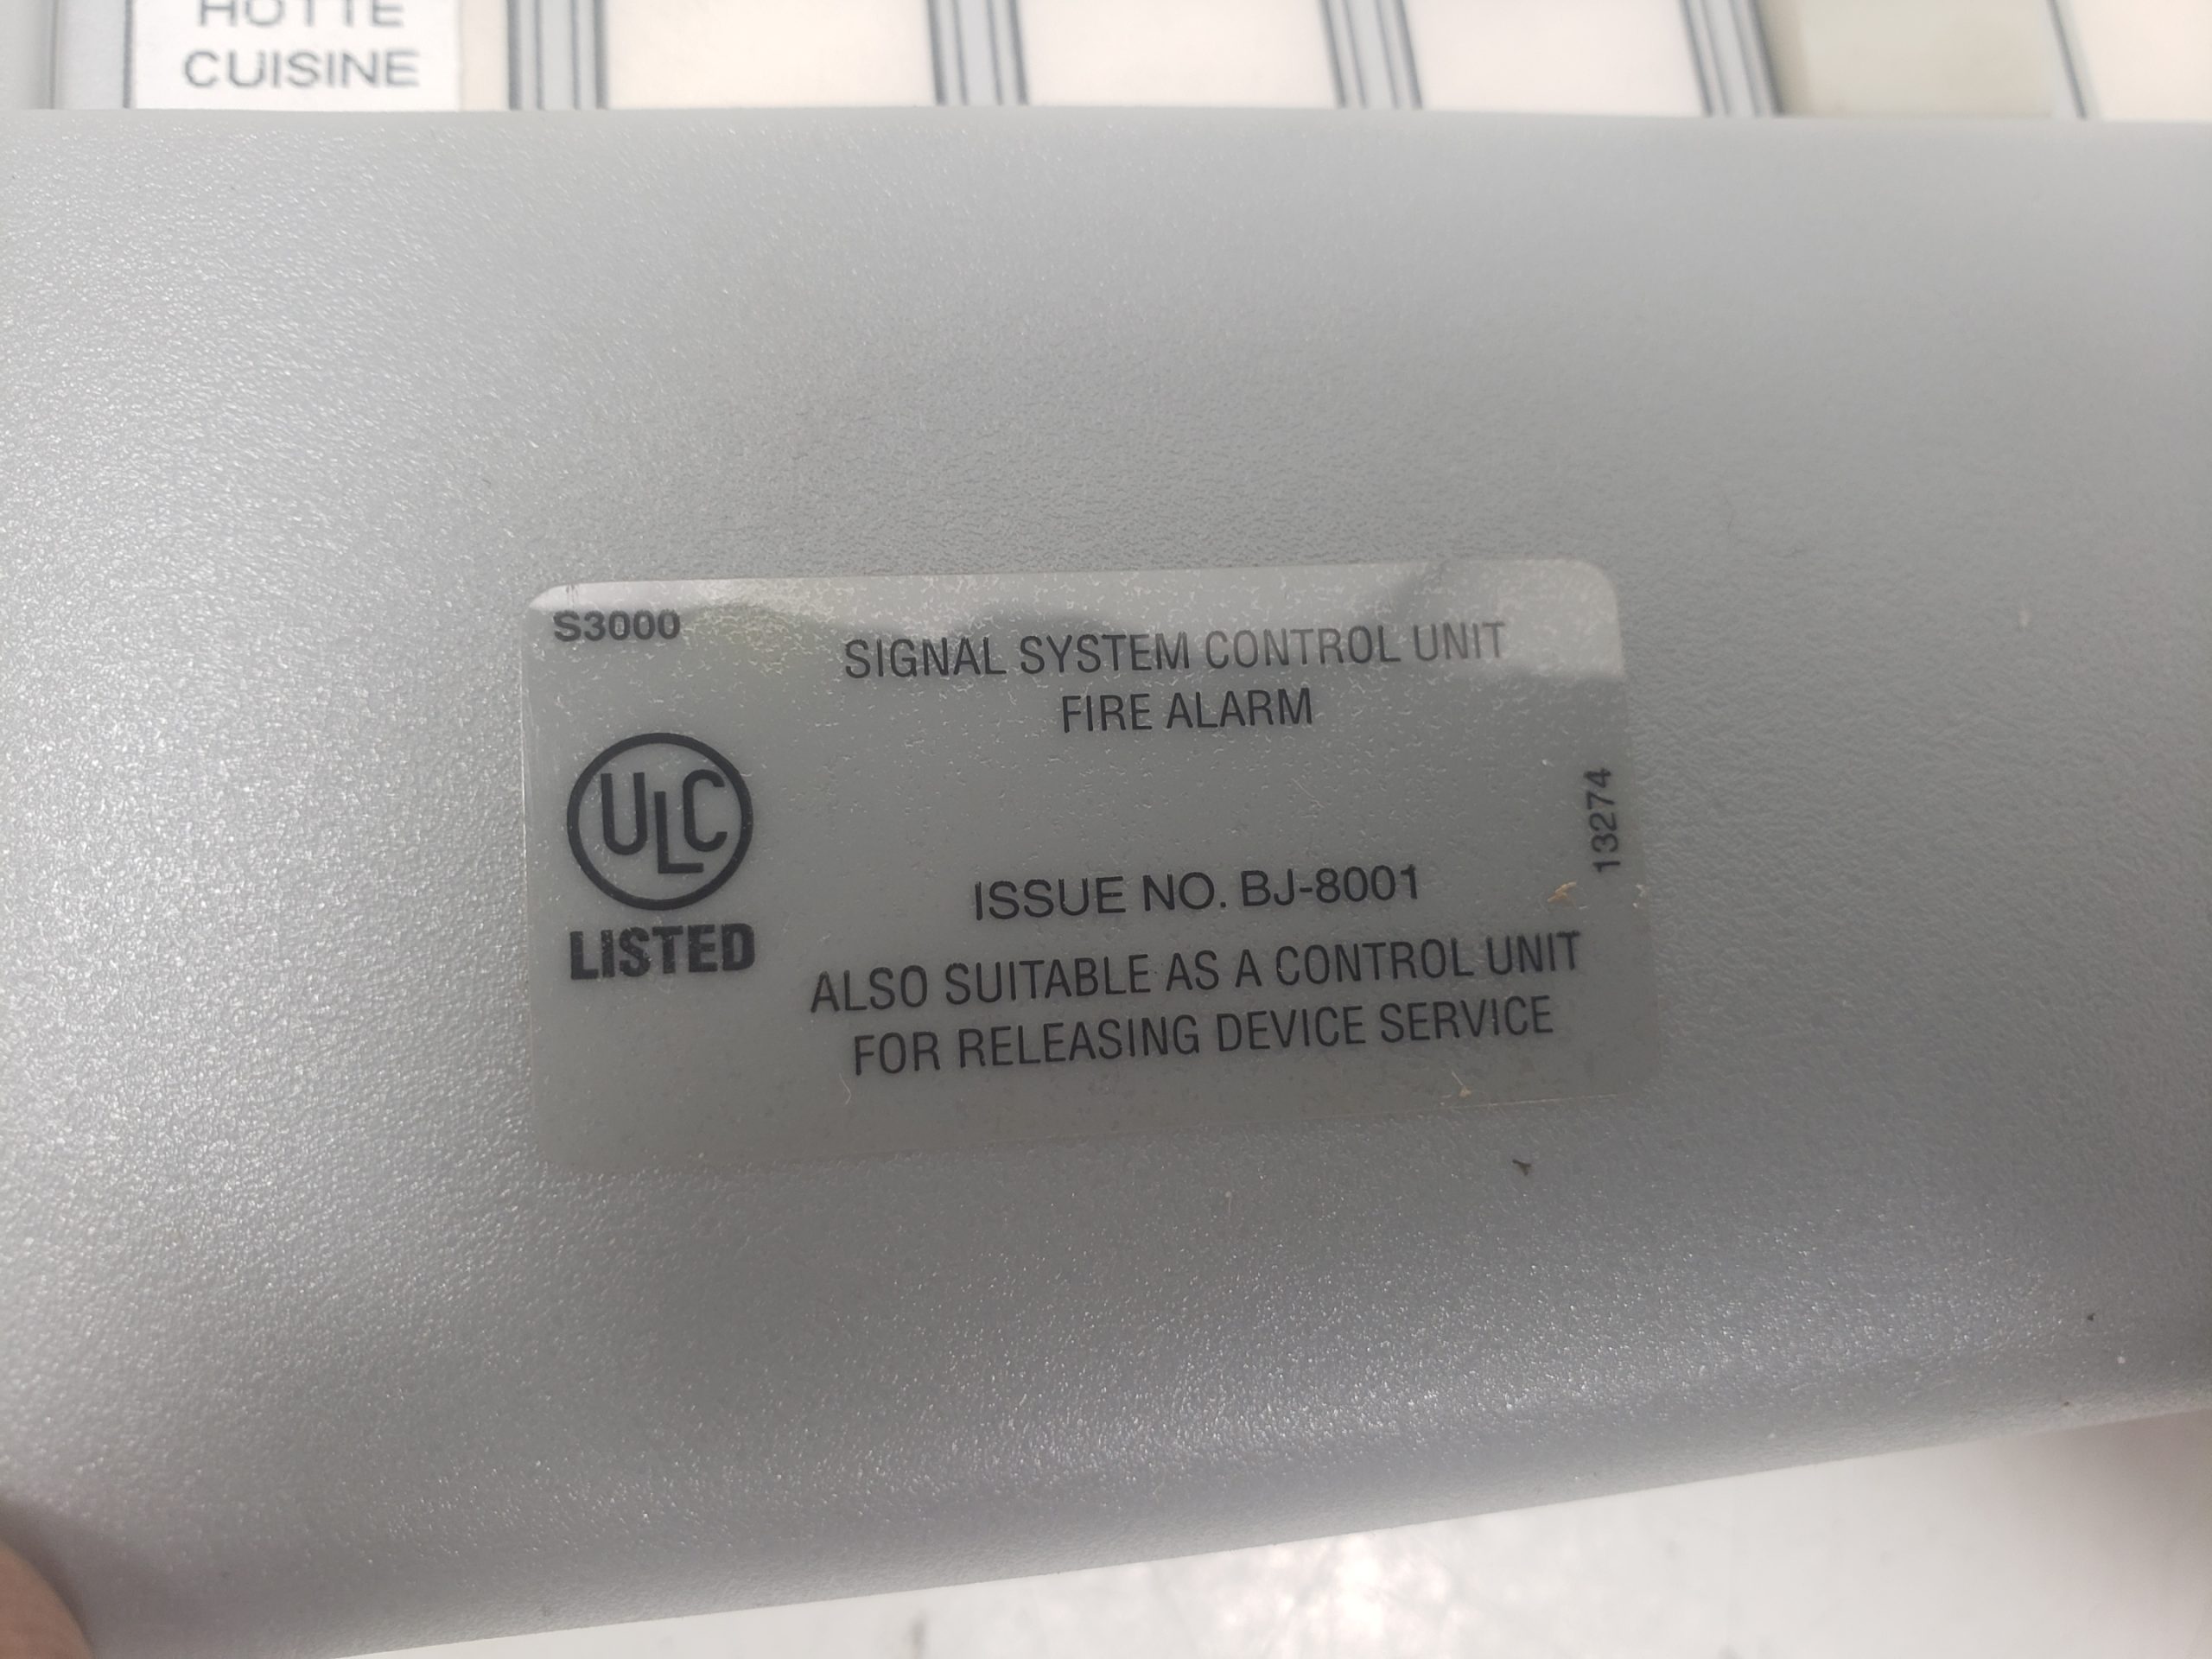 HOTTE
CUISINE
S3000
SIGNAL SYSTEM CONTROL UNIT
FIRE ALARM
ULC
LISTED
13274
ISSUE NO. BJ-8001
ALSO SUITABLE AS A CONTROL UNIT
FOR RELEASING DEVICE SERVICE